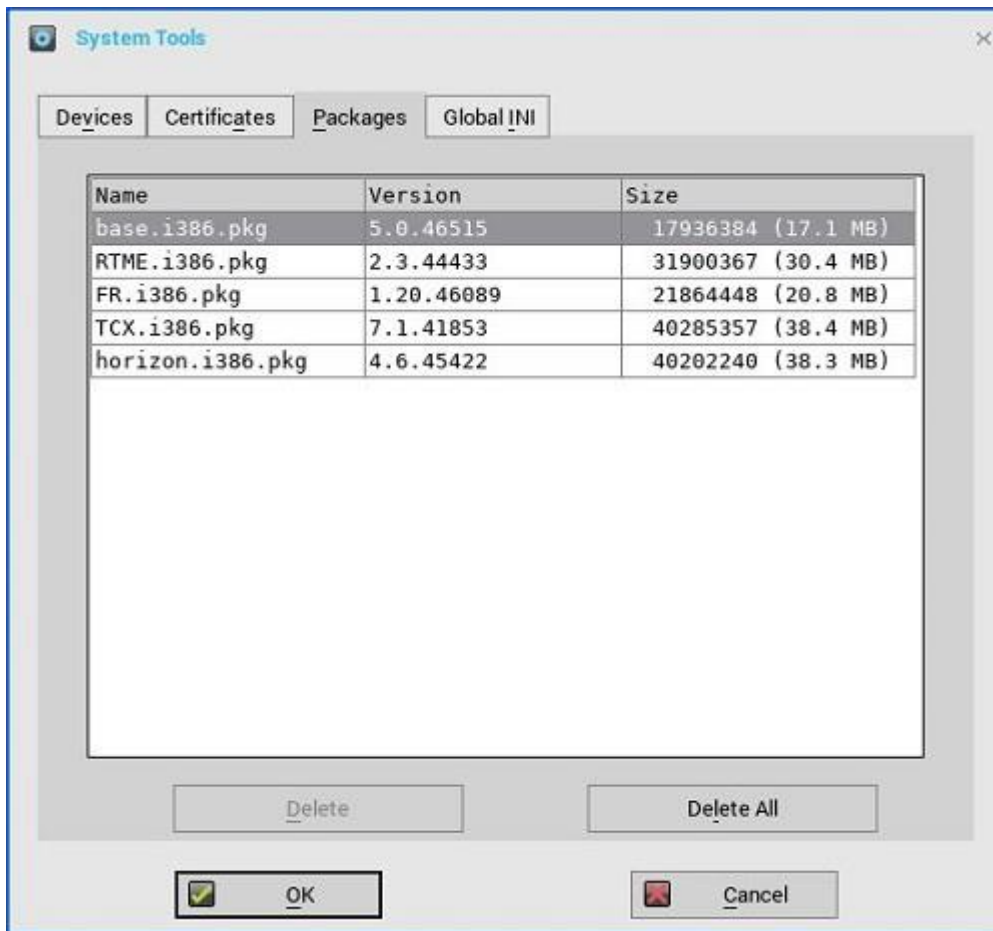 System Tools
Devices Certificates Packages Global INI
Name Version Size
base.i386.pkg 5.0.46515 17936384 (17.1 MB)
RTME.i386.pkg 2.3.44433 31900367 (30.4 MB)
FR.i386.pkg 1.20.46089 21864448 (20.8 MB)
TCX.i386.pkg 7.1.41853 40285357 (38.4 MB)
horizon.i386.pkg 4.6.45422 40202240 (38.3 MB)
Delete Delete All
OK Cancel